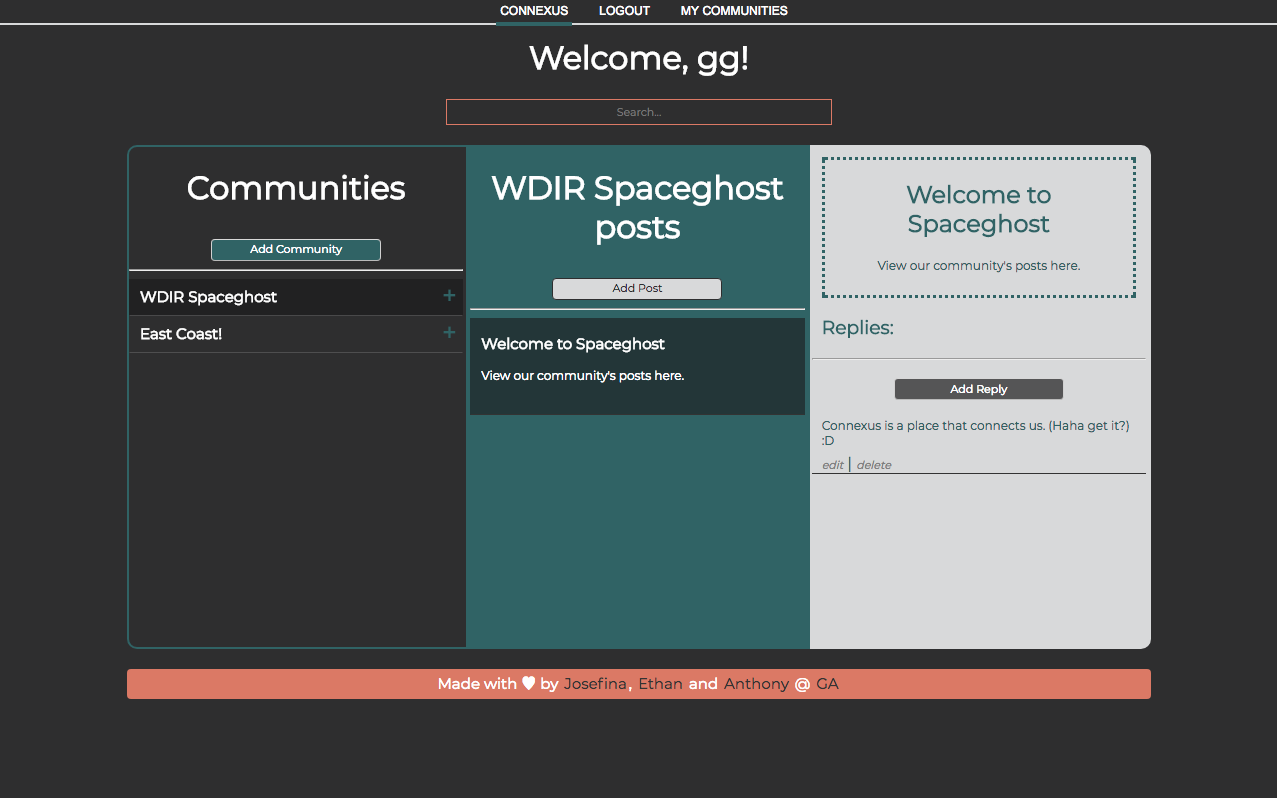 CONNEXUS LOGOUT MY COMMUNITIES
Welcome, gg!
Search...
Communities
Add Community
WDIR Spaceghost +
East Coast! +
WDIR Spaceghost
posts
Add Post
Welcome to Spaceghost
View our community's posts here.
Welcome to
Spaceghost
View our community's posts here.
Replies:
Add Reply
Connexus is a place that connects us. (Haha get it?)
:D
edit | delete
Made with ♥ by Josefina, Ethan and Anthony @ GA